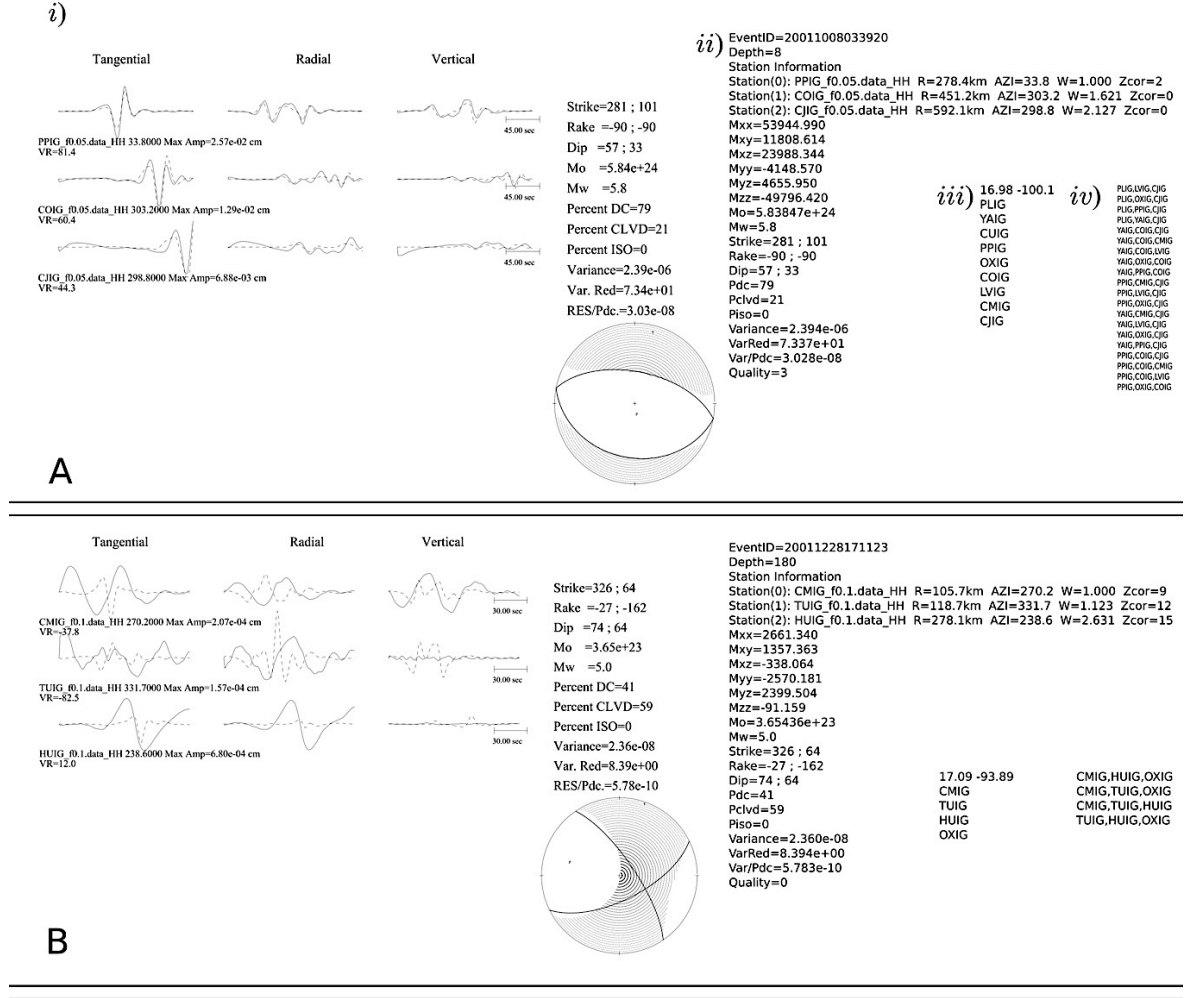 i)
Tangential Radial Vertical
45.00 sec
PPIG_f0.05.data_HH 33.8000 Max Amp=2.57e-02 cm
VR=81.4
45.00 sec
COIG_f0.05.data_HH 303.2000 Max Amp=1.29e-02 cm
VR=60.4
45.00 sec
CJIG_f0.05.data_HH 298.8000 Max Amp=6.88e-03 cm
VR=44.3
Strike=281 ; 101
Rake =-90 ; -90
Dip =57 ; 33
Mo =5.84e+24
Mw =5.8
Percent DC=79
Percent CLVD=21
Percent ISO=0
Variance=2.39e-06
Var. Red=7.34e+01
RES/Pdc.=3.03e-08
ii)
EventID=20011008033920
Depth=8
Station Information
Station(0): PPIG_f0.05.data_HH R=278.4km AZI=33.8 W=1.000 Zcor=2
Station(1): COIG_f0.05.data_HH R=451.2km AZI=303.2 W=1.621 Zcor=0
Station(2): CJIG_f0.05.data_HH R=592.1km AZI=298.8 W=2.127 Zcor=0
Mxx=53944.990
Mxy=11808.614
Mxz=23988.344
Myy=-4148.570
Myz=4655.950
Mzz=-49796.420
Mo=5.83847e+24
Mw=5.8
Strike=281 ; 101
Rake=-90 ; -90
Dip=57 ; 33
Pdc=79
Pclvd=21
Piso=0
Variance=2.394e-06
VarRed=7.337e+01
Var/Pdc=3.028e-08
Quality=3
iii)
16.98 -100.1
PLIG
YAIG
CUIG
PPIG
OXIG
COIG
LVIG
CMIG
CJIG
iv)
PLIG,LVIG,CJIG
PLIG,OXIG,CJIG
PLIG,PPIG,CJIG
PLIG,YAIG,CJIG
YAIG,COIG,CJIG
YAIG,COIG,CMIG
YAIG,COIG,LVIG
YAIG,OXIG,COIG
YAIG,PPIG,COIG
PPIG,CMIG,CJIG
PPIG,LVIG,CJIG
PPIG,OXIG,CJIG
YAIG,CMIG,CJIG
YAIG,LVIG,CJIG
YAIG,OXIG,CJIG
YAIG,PPIG,CJIG
PPIG,COIG,CJIG
PPIG,COIG,CMIG
PPIG,COIG,LVIG
PPIG,OXIG,COIG
A
Tangential Radial Vertical
30.00 sec
CMIG_f0.1.data_HH 270.2000 Max Amp=2.07e-04 cm
VR=-37.8
30.00 sec
TUIG_f0.1.data_HH 331.7000 Max Amp=1.57e-04 cm
VR=-82.5
30.00 sec
HUIG_f0.1.data_HH 238.6000 Max Amp=6.80e-04 cm
VR=12.0
Strike=326 ; 64
Rake =-27 ; -162
Dip =74 ; 64
Mo =3.65e+23
Mw =5.0
Percent DC=41
Percent CLVD=59
Percent ISO=0
Variance=2.36e-08
Var. Red=8.39e+00
RES/Pdc.=5.78e-10
EventID=20011228171123
Depth=180
Station Information
Station(0): CMIG_f0.1.data_HH R=105.7km AZI=270.2 W=1.000 Zcor=9
Station(1): TUIG_f0.1.data_HH R=118.7km AZI=331.7 W=1.123 Zcor=12
Station(2): HUIG_f0.1.data_HH R=278.1km AZI=238.6 W=2.631 Zcor=15
Mxx=2661.340
Mxy=1357.363
Mxz=-338.064
Myy=-2570.181
Myz=2399.504
Mzz=-91.159
Mo=3.65436e+23
Mw=5.0
Strike=326 ; 64
Rake=-27 ; -162
Dip=74 ; 64
Pdc=41
Pclvd=59
Piso=0
Variance=2.360e-08
VarRed=8.394e+00
Var/Pdc=5.783e-10
Quality=0
17.09 -93.89
CMIG
TUIG
HUIG
OXIG
CMIG,HUIG,OXIG
CMIG,TUIG,OXIG
CMIG,TUIG,HUIG
TUIG,HUIG,OXIG
B